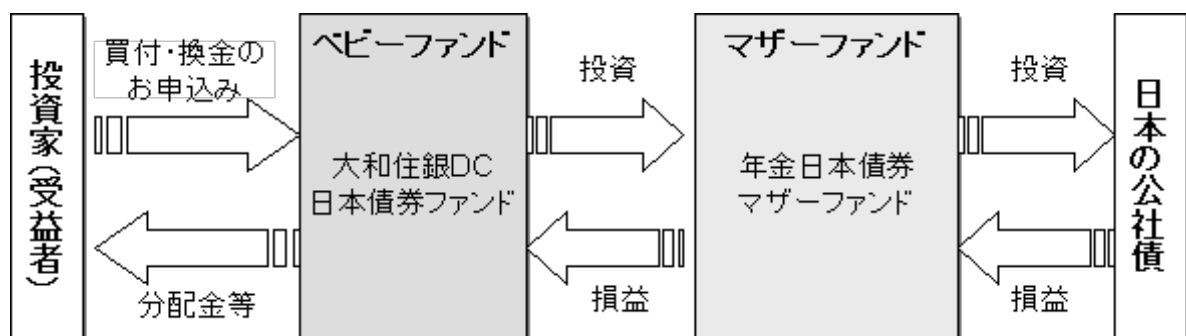 投資家(受益者)
買付・換金の
お申込み
分配金等
ベビーファンド
大和住銀DC
日本債券ファンド
投資
損益
マザーファンド
年金日本債券
マザーファンド
投資
損益
日本の公社債